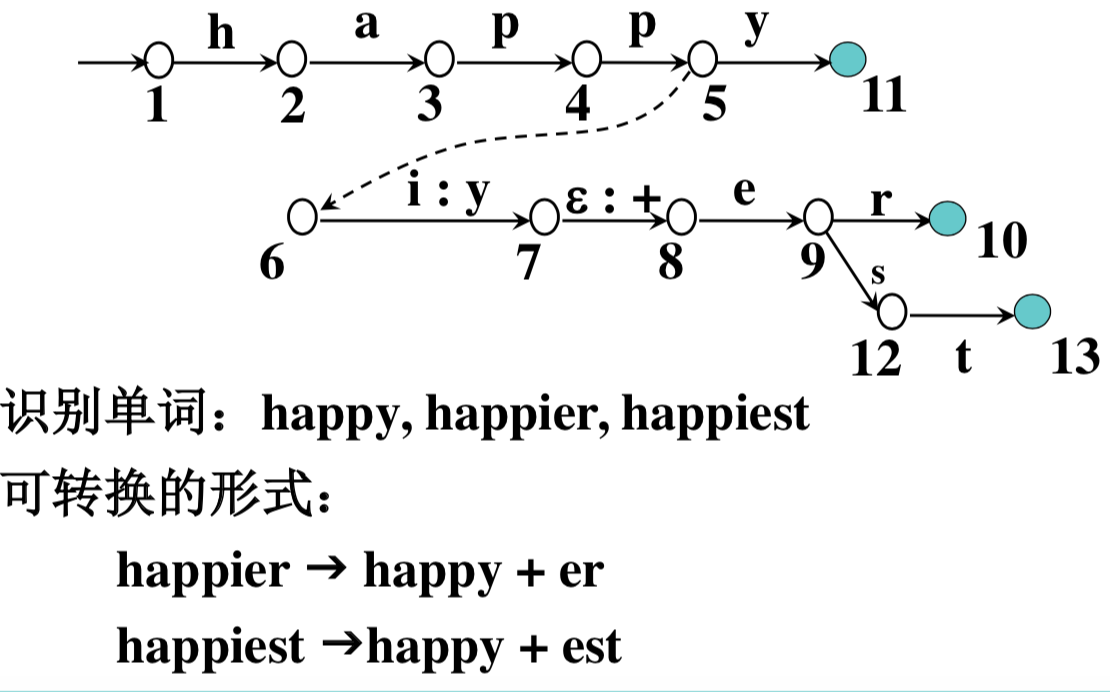 h a p p y
1 2 3 4 5 11
i : y ε : + e r
6 7 8 9 10
s
12 t 13
识别单词：happy, happier, happiest
可转换的形式：
happier → happy + er
happiest →happy + est